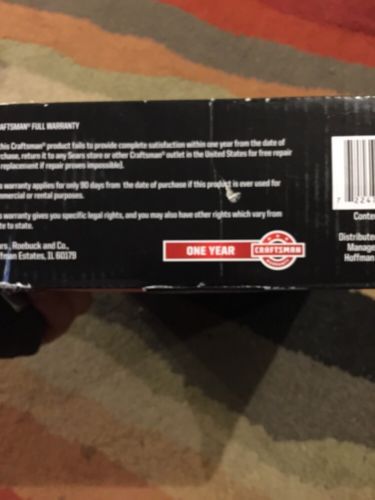 RAFTSMAN® FULL WARRANTY
this Craftsman® product fails to provide complete satisfaction within one year from the date of
rchase, return it to any Sears store or other Craftsman® outlet in the United States for free repair
replacement if repair proves impossible).
s warranty applies for only 90 days from the date of purchase if this product is ever used for
mmercial or rental purposes.
s warranty gives you specific legal rights, and you may also have other rights which vary from
te to state.
rs, Roebuck and Co.,
ffman Estates, IL 60179
ONE YEAR
CRAFTSMAN
7 2247
Conte
Distribute
Manage
Hoffman